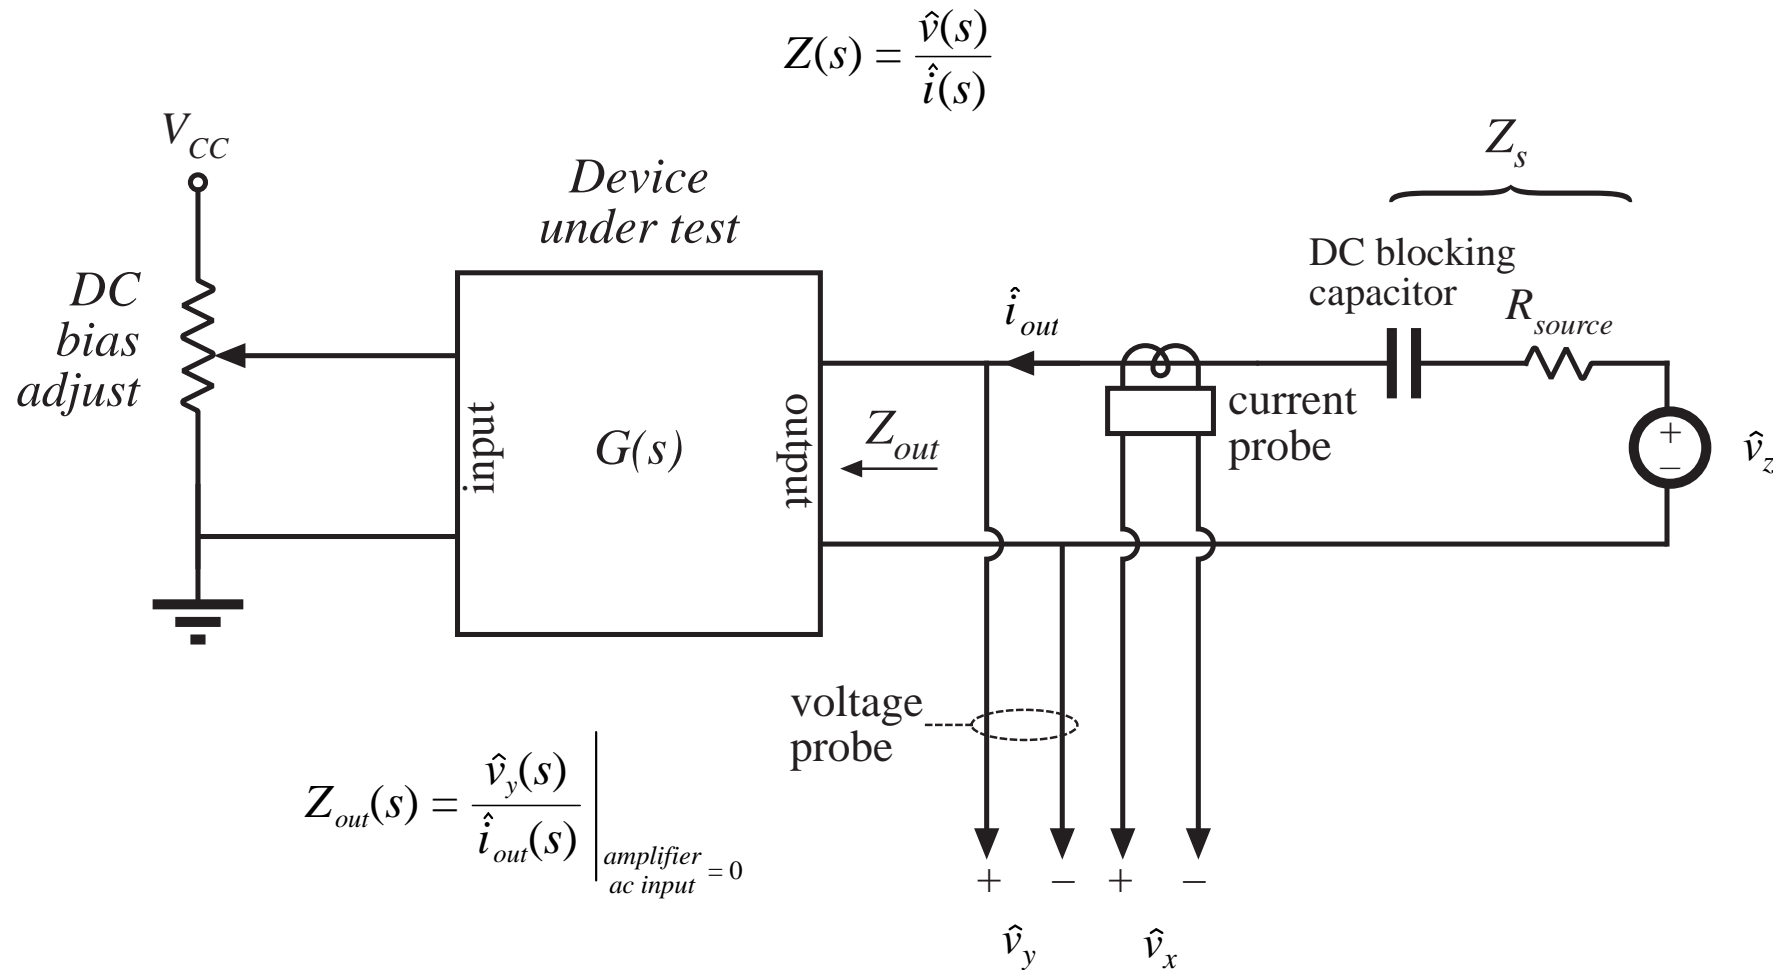 Z(s) = v̂(s) / î(s)
V_CC
Z_s
Device
under test
DC blocking
capacitor
R_source
DC
bias
adjust
î_out
input
G(s)
output
Z_out
current
probe
+
−
v̂_z
voltage
probe
Z_out(s) = v̂_y(s) / î_out(s) | amplifier ac input = 0
+ − + −
v̂_y v̂_x